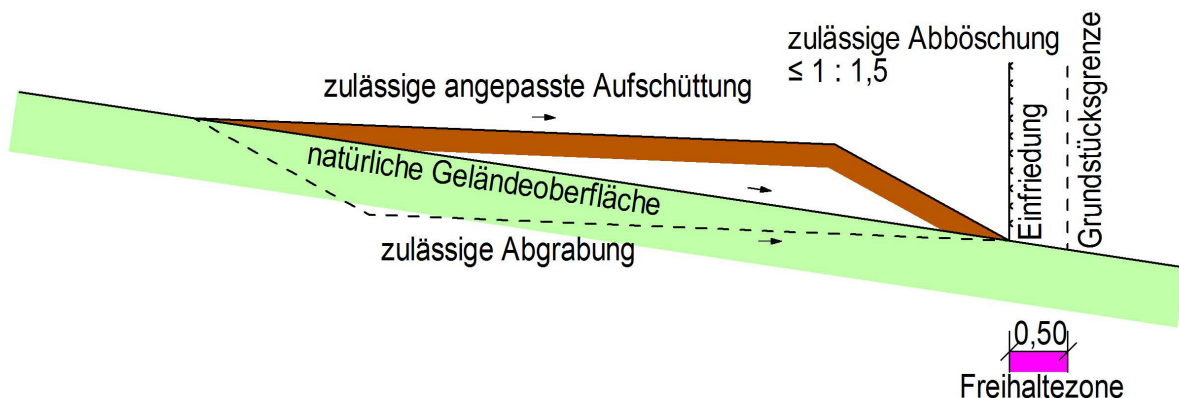 zulässige Abböschung
≤ 1 : 1,5
zulässige angepasste Aufschüttung
natürliche Geländeoberfläche
zulässige Abgrabung
Einfriedung
Grundstücksgrenze
0,50
Freihaltezone